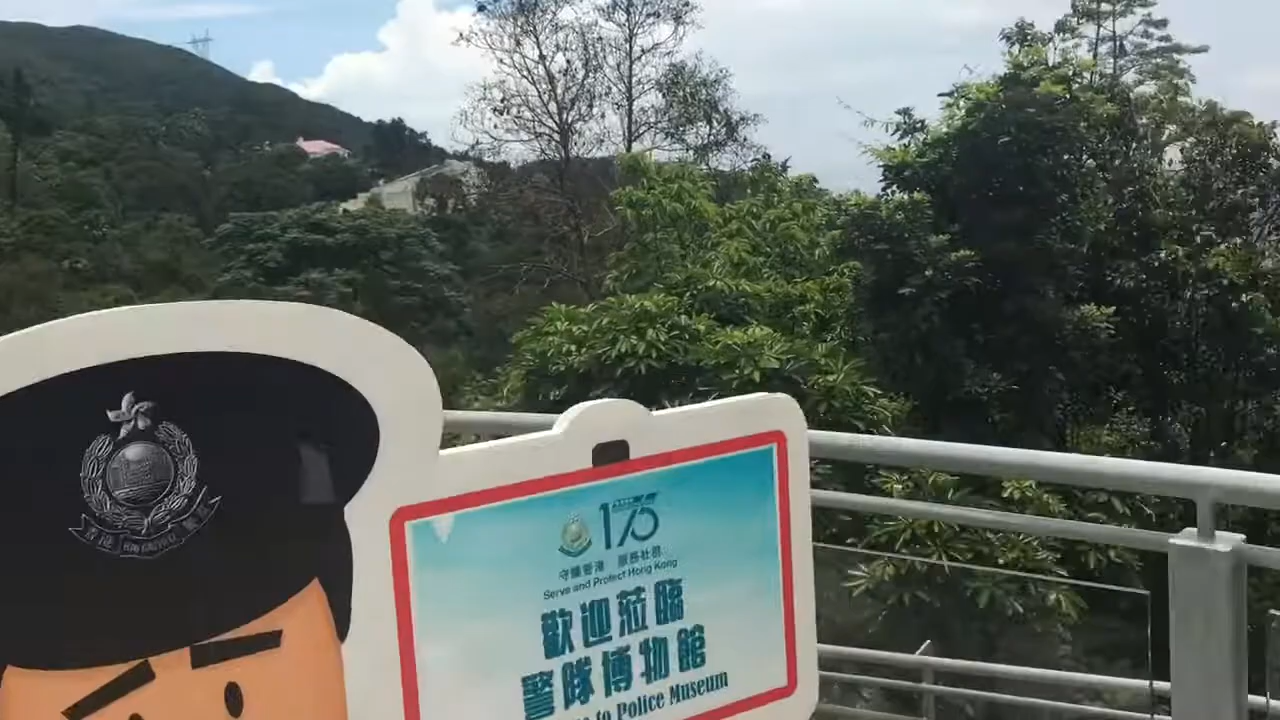 175
守護香港 服務社群
Serve and Protect Hong Kong
歡迎蒞臨
警隊博物館
to Police Museum